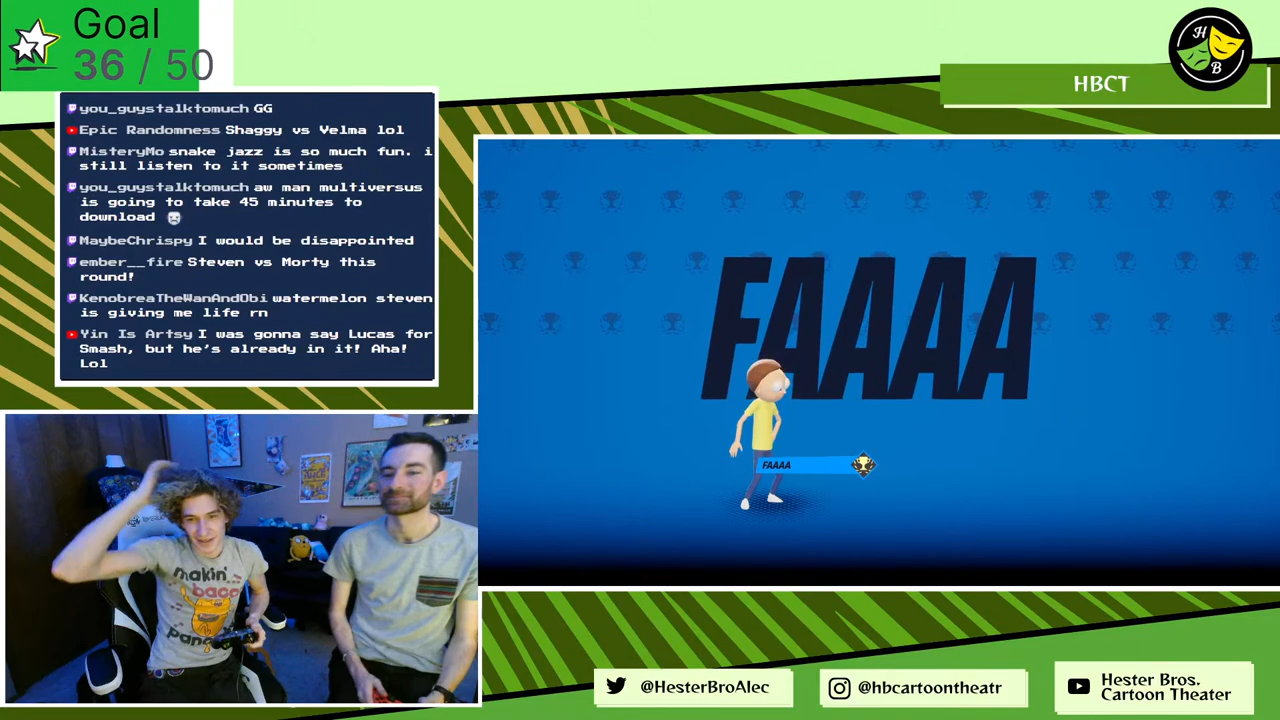 Goal
36 / 50
H
B
HBCT
you_guystalktomuch GG
Epic Randomness Shaggy vs Velma lol
MisteryMo snake jazz is so much fun. i
still listen to it sometimes
you_guystalktomuch aw man multiversus
is going to take 45 minutes to
download
MaybeChrispy I would be disappointed
ember__fire Steven vs Morty this
round!
KenobreaTheWanAndObi watermelon steven
is giving me life rn
Yin Is Artsy I was gonna say Lucas for
Smash, but he's already in it! Aha!
Lol
FAAAA
FAAAA
makin'
@HesterBroAlec
@hbcartoontheatr
Hester Bros.
Cartoon Theater